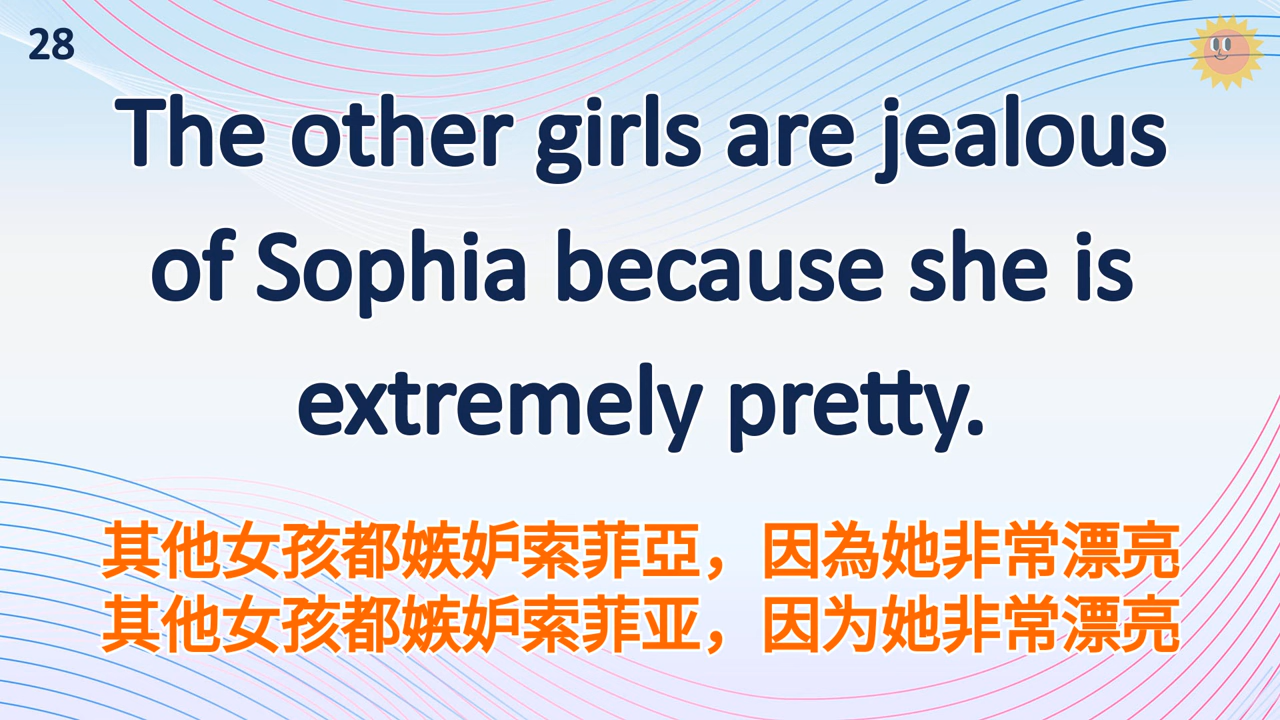 28
The other girls are jealous
of Sophia because she is
extremely pretty.
其他女孩都嫉妒索菲亞，因為她非常漂亮
其他女孩都嫉妒索菲亚，因为她非常漂亮